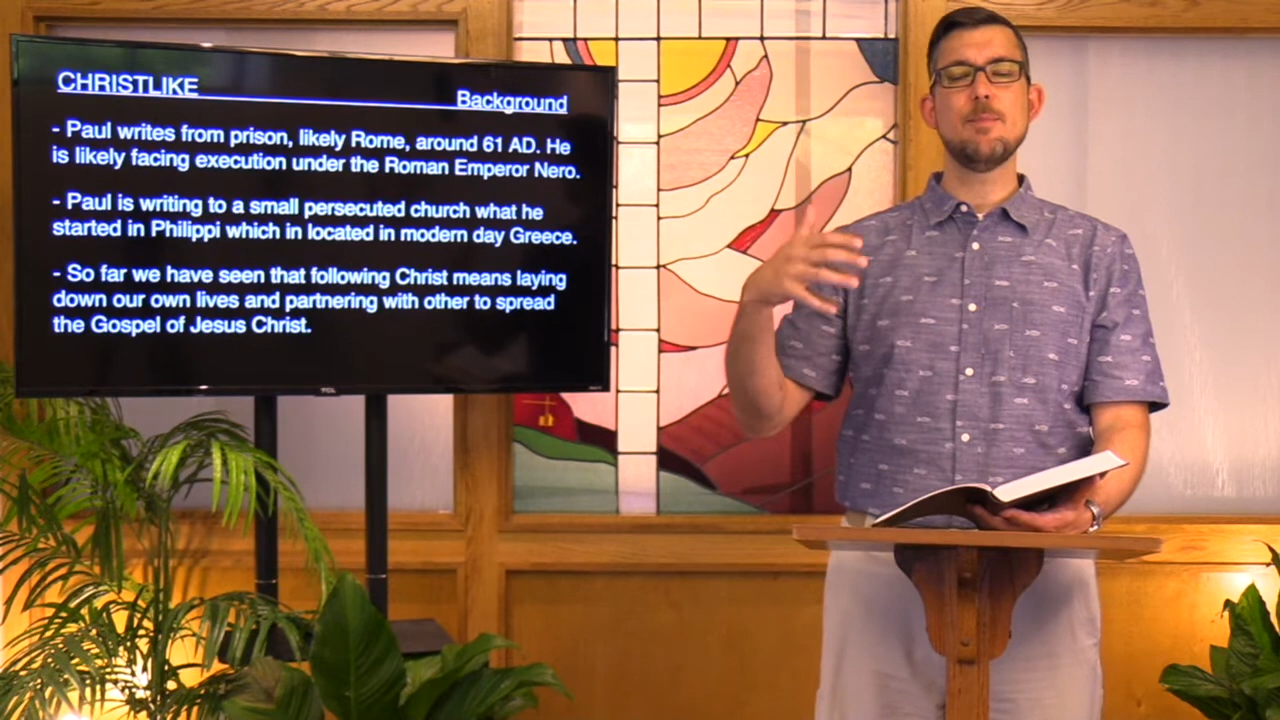 CHRISTLIKE
Background
- Paul writes from prison, likely Rome, around 61 AD. He
is likely facing execution under the Roman Emperor Nero.
- Paul is writing to a small persecuted church what he
started in Philippi which in located in modern day Greece.
- So far we have seen that following Christ means laying
down our own lives and partnering with other to spread
the Gospel of Jesus Christ.
TCL